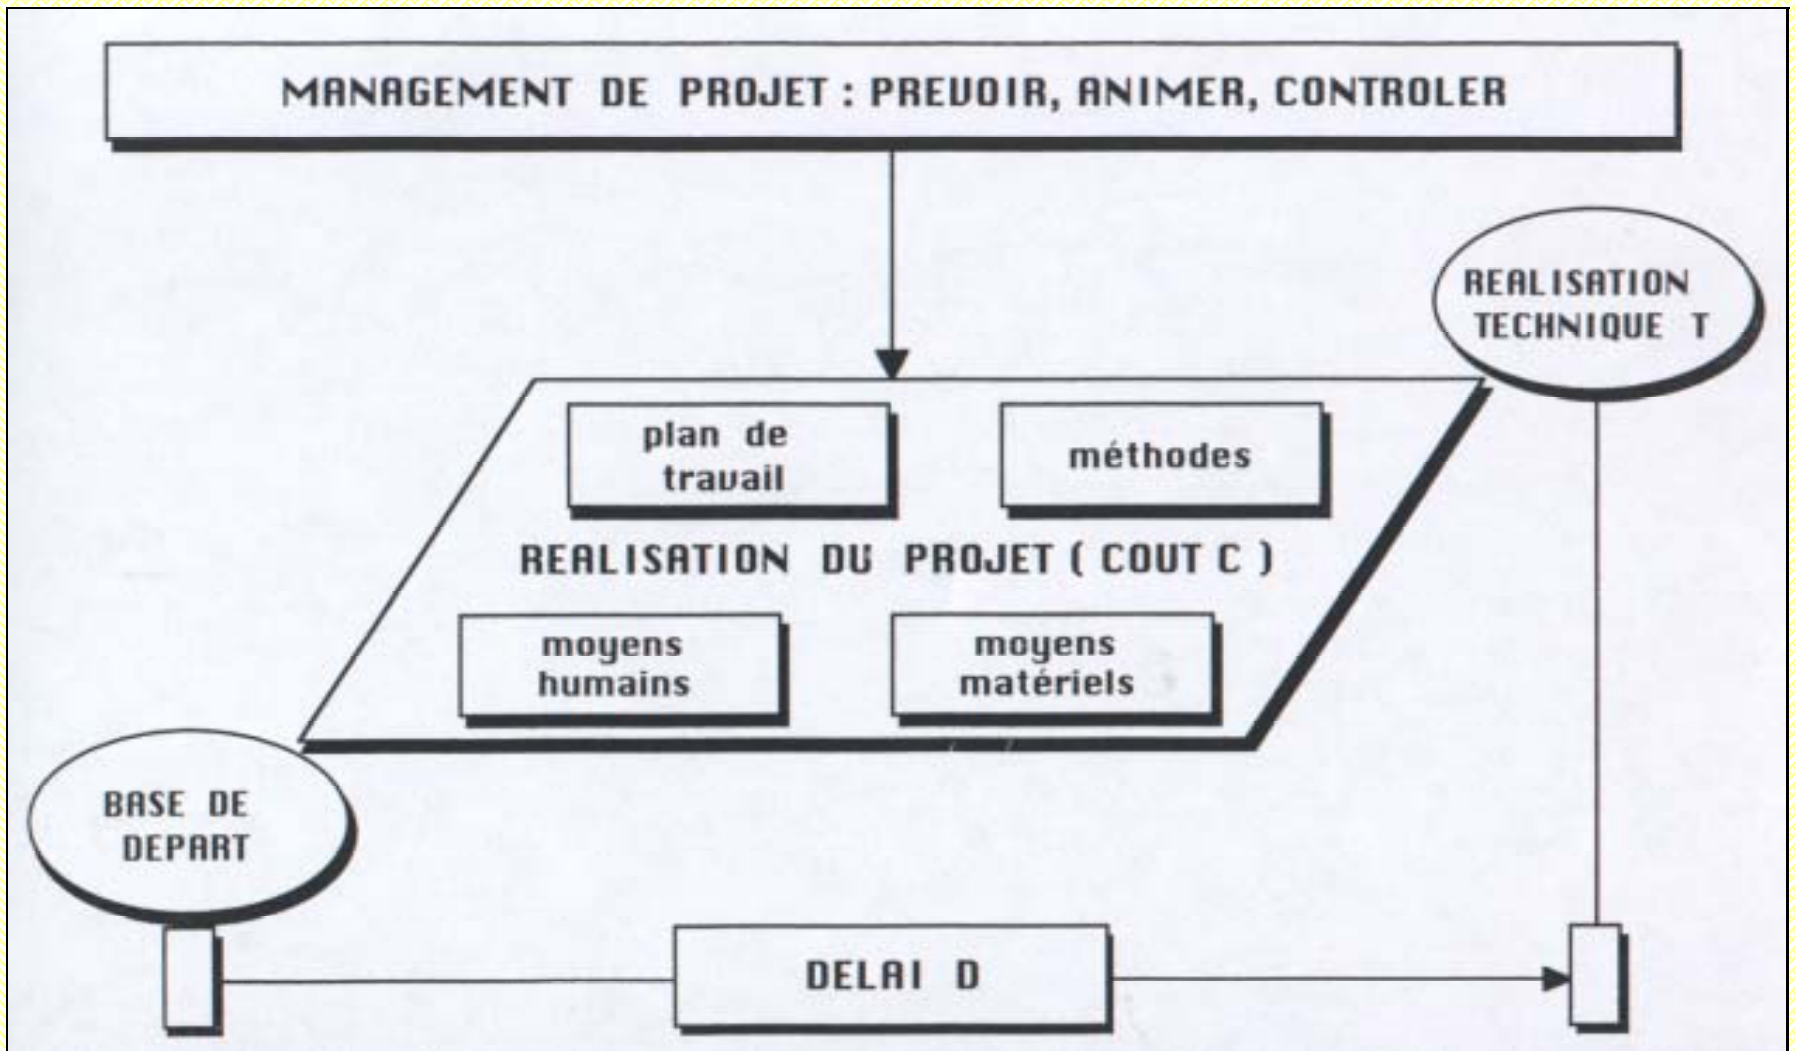 MANAGEMENT DE PROJET : PREVOIR, ANIMER, CONTROLER
REALISATION
TECHNIQUE T
plan de
travail
méthodes
REALISATION DU PROJET ( COUT C )
moyens
humains
moyens
matériels
BASE DE
DEPART
DELAI D